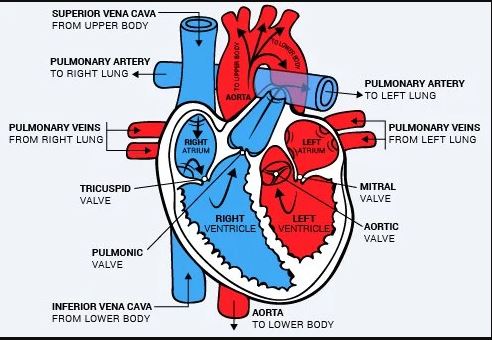 SUPERIOR VENA CAVA
FROM UPPER BODY
PULMONARY ARTERY
TO RIGHT LUNG
TO UPPER BODY
TO LOWER BODY
AORTA
PULMONARY ARTERY
TO LEFT LUNG
PULMONARY VEINS
FROM RIGHT LUNG
RIGHT
ATRIUM
LEFT
ATRIUM
PULMONARY VEINS
FROM LEFT LUNG
TRICUSPID
VALVE
MITRAL
VALVE
RIGHT
VENTRICLE
LEFT
VENTRICLE
AORTIC
VALVE
PULMONIC
VALVE
INFERIOR VENA CAVA
FROM LOWER BODY
AORTA
TO LOWER BODY